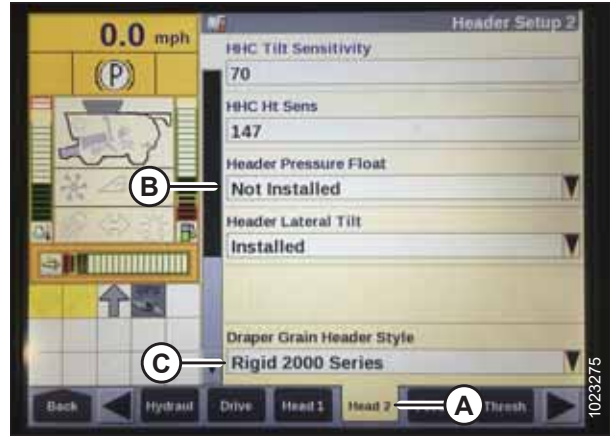 0.0 mph
Header Setup 2
(P)
HHC Tilt Sensitivity
70
HHC Ht Sens
147
Header Pressure Float
B
Not Installed
Header Lateral Tilt
Installed
Draper Grain Header Style
C
Rigid 2000 Series
Back
Hydraul
Drive
Head 1
Head 2
A
Thresh
1023275